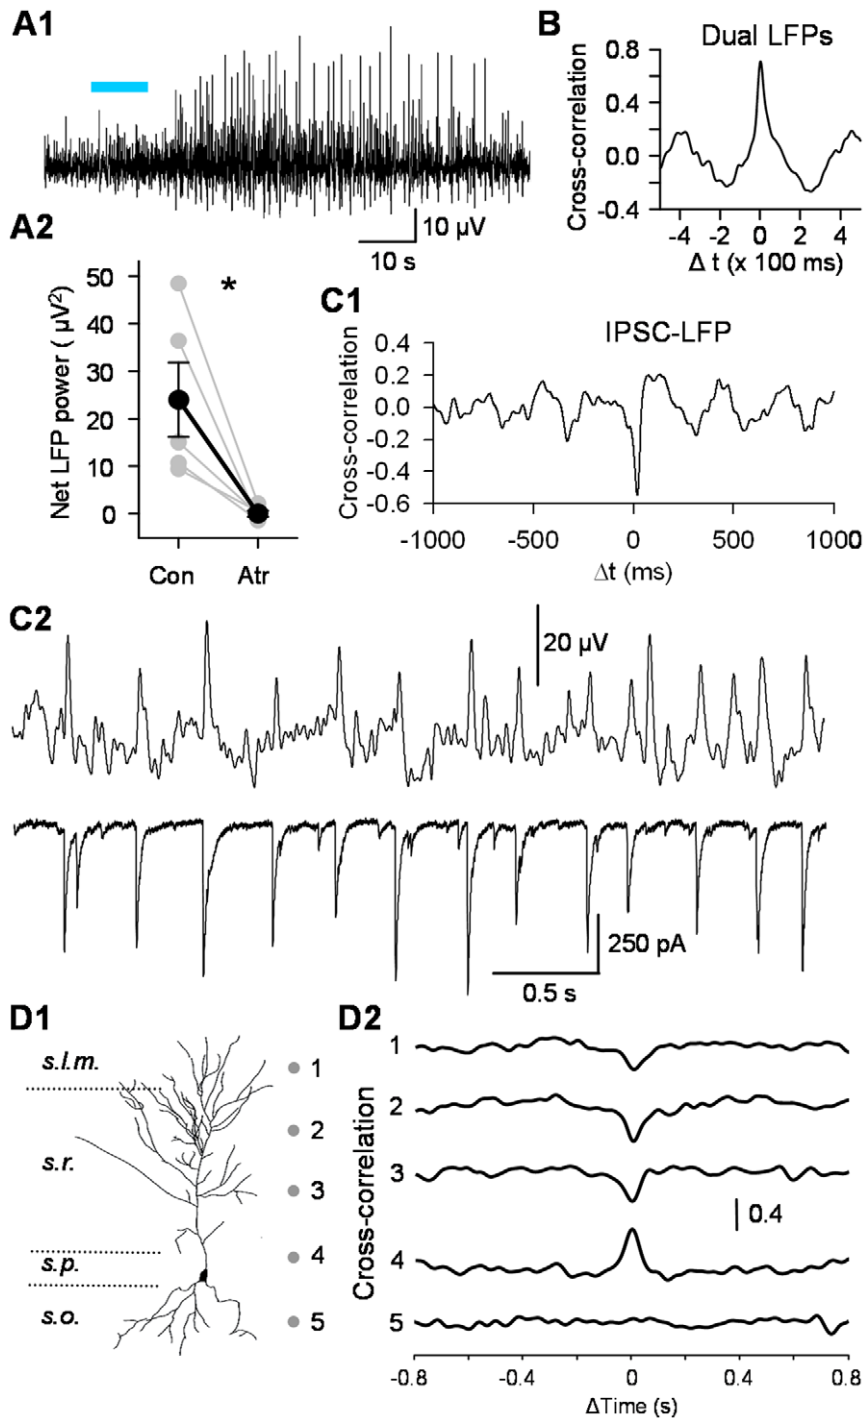 A1
10 µV
10 s
B
Dual LFPs
Cross-correlation
0.8
0.4
0.0
-0.4
-4 -2 0 2 4
Δ t (x 100 ms)
A2
*
Net LFP power ( µV²)
50
40
30
20
10
0
Con Atr
C1
IPSC-LFP
Cross-correlation
0.4
0.2
0.0
-0.2
-0.4
-0.6
-1000 -500 0 500 1000
Δt (ms)
C2
20 µV
250 pA
0.5 s
D1
s.l.m.
s.r.
s.p.
s.o.
1
2
3
4
5
D2
Cross-correlation
1
2
3
0.4
4
5
-0.8 -0.4 0 0.4 0.8
ΔTime (s)